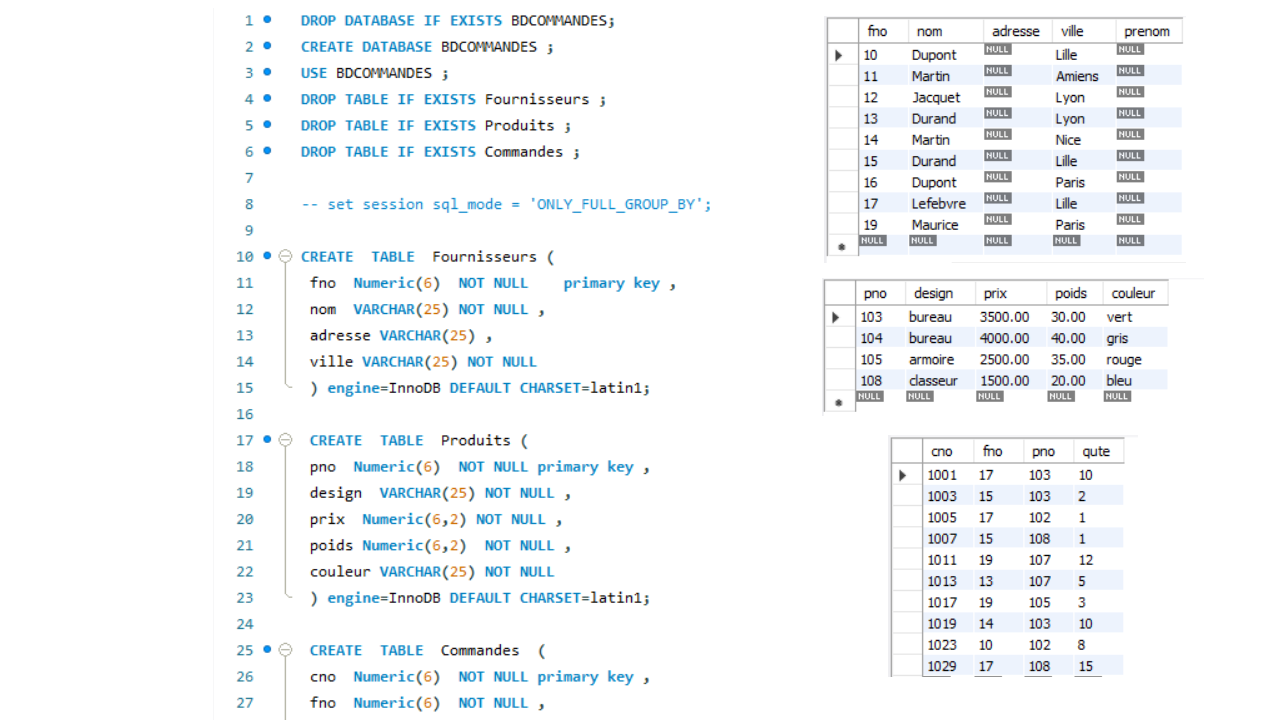 1 DROP DATABASE IF EXISTS BDCOMMANDES;
2 CREATE DATABASE BDCOMMANDES ;
3 USE BDCOMMANDES ;
4 DROP TABLE IF EXISTS Fournisseurs ;
5 DROP TABLE IF EXISTS Produits ;
6 DROP TABLE IF EXISTS Commandes ;
7
8 -- set session sql_mode = 'ONLY_FULL_GROUP_BY';
9
10 CREATE TABLE Fournisseurs (
11 fno Numeric(6) NOT NULL primary key ,
12 nom VARCHAR(25) NOT NULL ,
13 adresse VARCHAR(25) ,
14 ville VARCHAR(25) NOT NULL
15 ) engine=InnoDB DEFAULT CHARSET=latin1;
16
17 CREATE TABLE Produits (
18 pno Numeric(6) NOT NULL primary key ,
19 design VARCHAR(25) NOT NULL ,
20 prix Numeric(6,2) NOT NULL ,
21 poids Numeric(6,2) NOT NULL ,
22 couleur VARCHAR(25) NOT NULL
23 ) engine=InnoDB DEFAULT CHARSET=latin1;
24
25 CREATE TABLE Commandes (
26 cno Numeric(6) NOT NULL primary key ,
27 fno Numeric(6) NOT NULL ,
fno nom adresse ville prenom
10 Dupont NULL Lille NULL
11 Martin NULL Amiens NULL
12 Jacquet NULL Lyon NULL
13 Durand NULL Lyon NULL
14 Martin NULL Nice NULL
15 Durand NULL Lille NULL
16 Dupont NULL Paris NULL
17 Lefebvre NULL Lille NULL
19 Maurice NULL Paris NULL
NULL NULL NULL NULL NULL
pno design prix poids couleur
103 bureau 3500.00 30.00 vert
104 bureau 4000.00 40.00 gris
105 armoire 2500.00 35.00 rouge
108 classeur 1500.00 20.00 bleu
NULL NULL NULL NULL NULL
cno fno pno qute
1001 17 103 10
1003 15 103 2
1005 17 102 1
1007 15 108 1
1011 19 107 12
1013 13 107 5
1017 19 105 3
1019 14 103 10
1023 10 102 8
1029 17 108 15